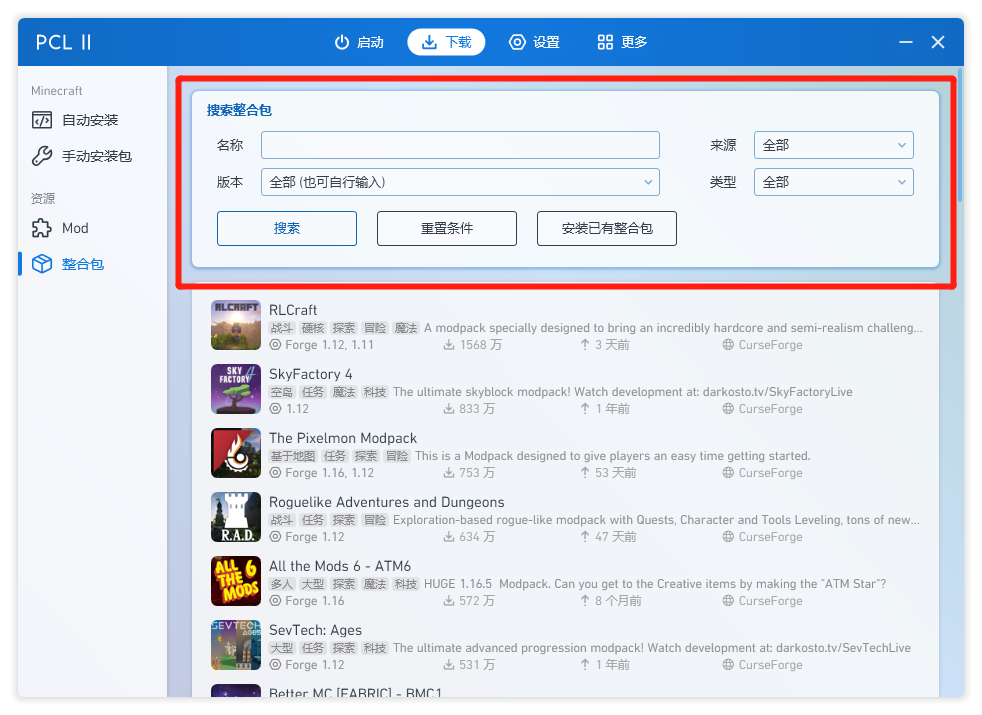 PCL II
启动 下载 设置 更多
Minecraft
自动安装
手动安装包
资源
Mod
整合包
搜索整合包
名称 来源 全部
版本 全部 (也可自行输入) 类型 全部
搜索 重置条件 安装已有整合包
RLCRAFT
RLCraft
战斗 硬核 探索 冒险 魔法 A modpack specially designed to bring an incredibly hardcore and semi-realism challeng...
Forge 1.12, 1.11 1568 万 3 天前 CurseForge
SKY FACTORY 4
SkyFactory 4
空岛 任务 魔法 科技 The ultimate skyblock modpack! Watch development at: darkosto.tv/SkyFactoryLive
1.12 833 万 1 年前 CurseForge
The Pixelmon Modpack
基于地图 任务 探索 冒险 This is a Modpack designed to give players an easy time getting started.
Forge 1.16, 1.12 753 万 53 天前 CurseForge
R.A.D.
Roguelike Adventures and Dungeons
战斗 任务 探索 冒险 Exploration-based rogue-like modpack with Quests, Character and Tools Leveling, tons of new...
Forge 1.12 634 万 47 天前 CurseForge
ALL THE MODS 6
All the Mods 6 - ATM6
多人 大型 探索 魔法 科技 HUGE 1.16.5 Modpack. Can you get to the Creative items by making the "ATM Star"?
Forge 1.16 572 万 8 个月前 CurseForge
SEVTECH AGES
SevTech: Ages
大型 任务 探索 科技 The ultimate advanced progression modpack! Watch development at: darkosto.tv/SevTechLive
Forge 1.12 531 万 1 年前 CurseForge
Better MC [FABRIC] - BMC1